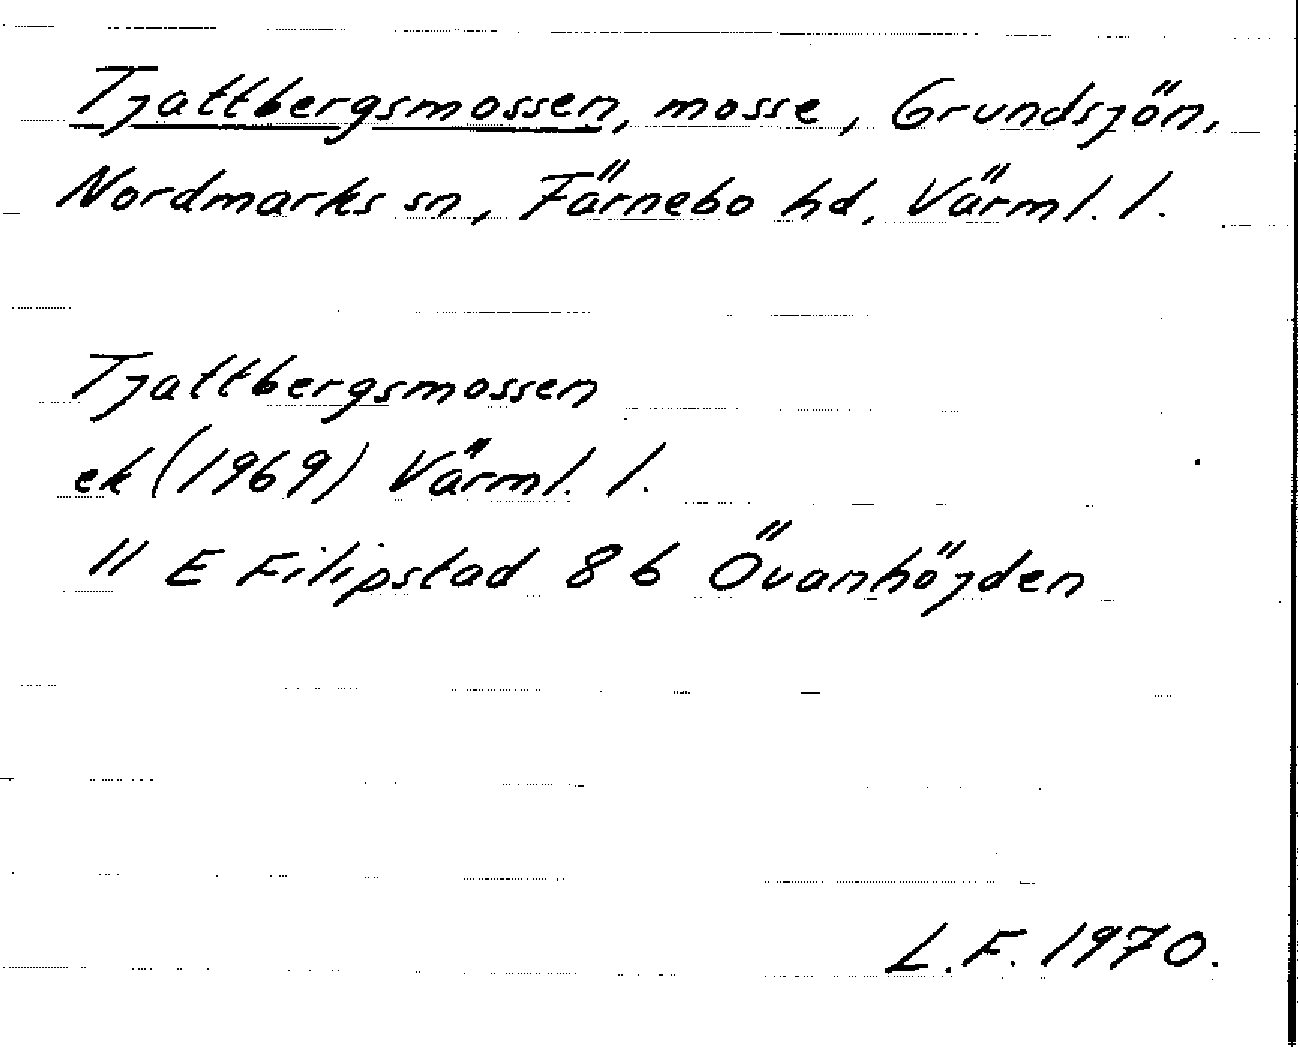 Tjattbergsmossen, mosse, Grundsjön,
Nordmarks sn, Färnebo hd, Värml. l.
Tjattbergsmossen
ek (1969) Värml. l.
11 E Filipstad 8 b Övanhöjden
L.F. 1970.